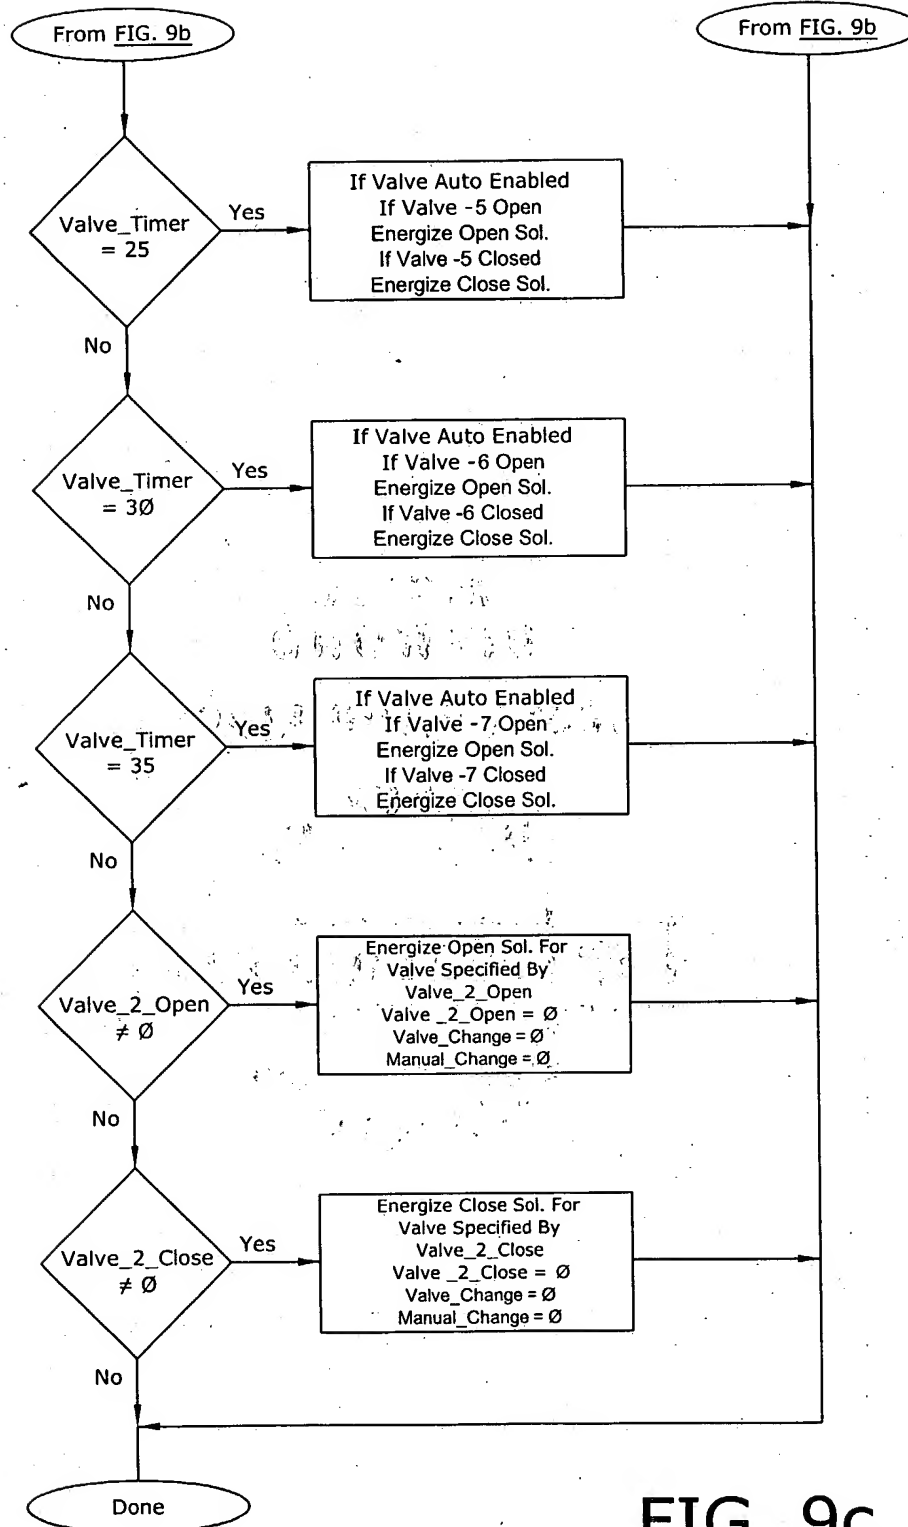 From FIG. 9b
From FIG. 9b
Valve_Timer
= 25
Yes
If Valve Auto Enabled
If Valve -5 Open
Energize Open Sol.
If Valve -5 Closed
Energize Close Sol.
No
Valve_Timer
= 3Ø
Yes
If Valve Auto Enabled
If Valve -6 Open
Energize Open Sol.
If Valve -6 Closed
Energize Close Sol.
No
Valve_Timer
= 35
Yes
If Valve Auto Enabled
If Valve -7 Open
Energize Open Sol.
If Valve -7 Closed
Energize Close Sol.
No
Valve_2_Open
≠ Ø
Yes
Energize Open Sol. For
Valve Specified By
Valve_2_Open
Valve _2_Open = Ø
Valve_Change = Ø
Manual_Change = Ø
No
Valve_2_Close
≠ Ø
Yes
Energize Close Sol. For
Valve Specified By
Valve_2_Close
Valve _2_Close = Ø
Valve_Change = Ø
Manual_Change = Ø
No
Done
FIG. 9c